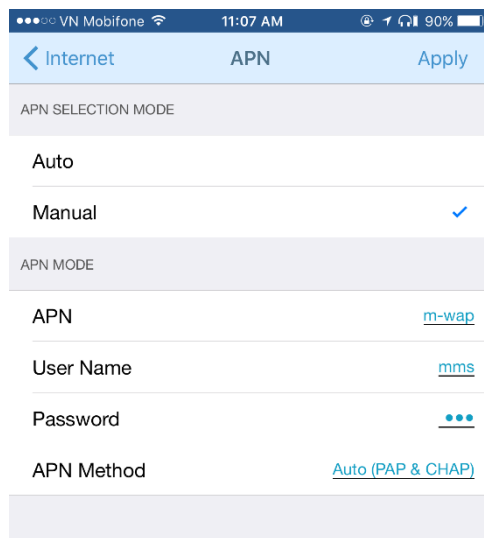 VN Mobifone 11:07 AM 90%
Internet APN Apply
APN SELECTION MODE
Auto
Manual
APN MODE
APN m-wap
User Name mms
Password •••
APN Method Auto (PAP & CHAP)